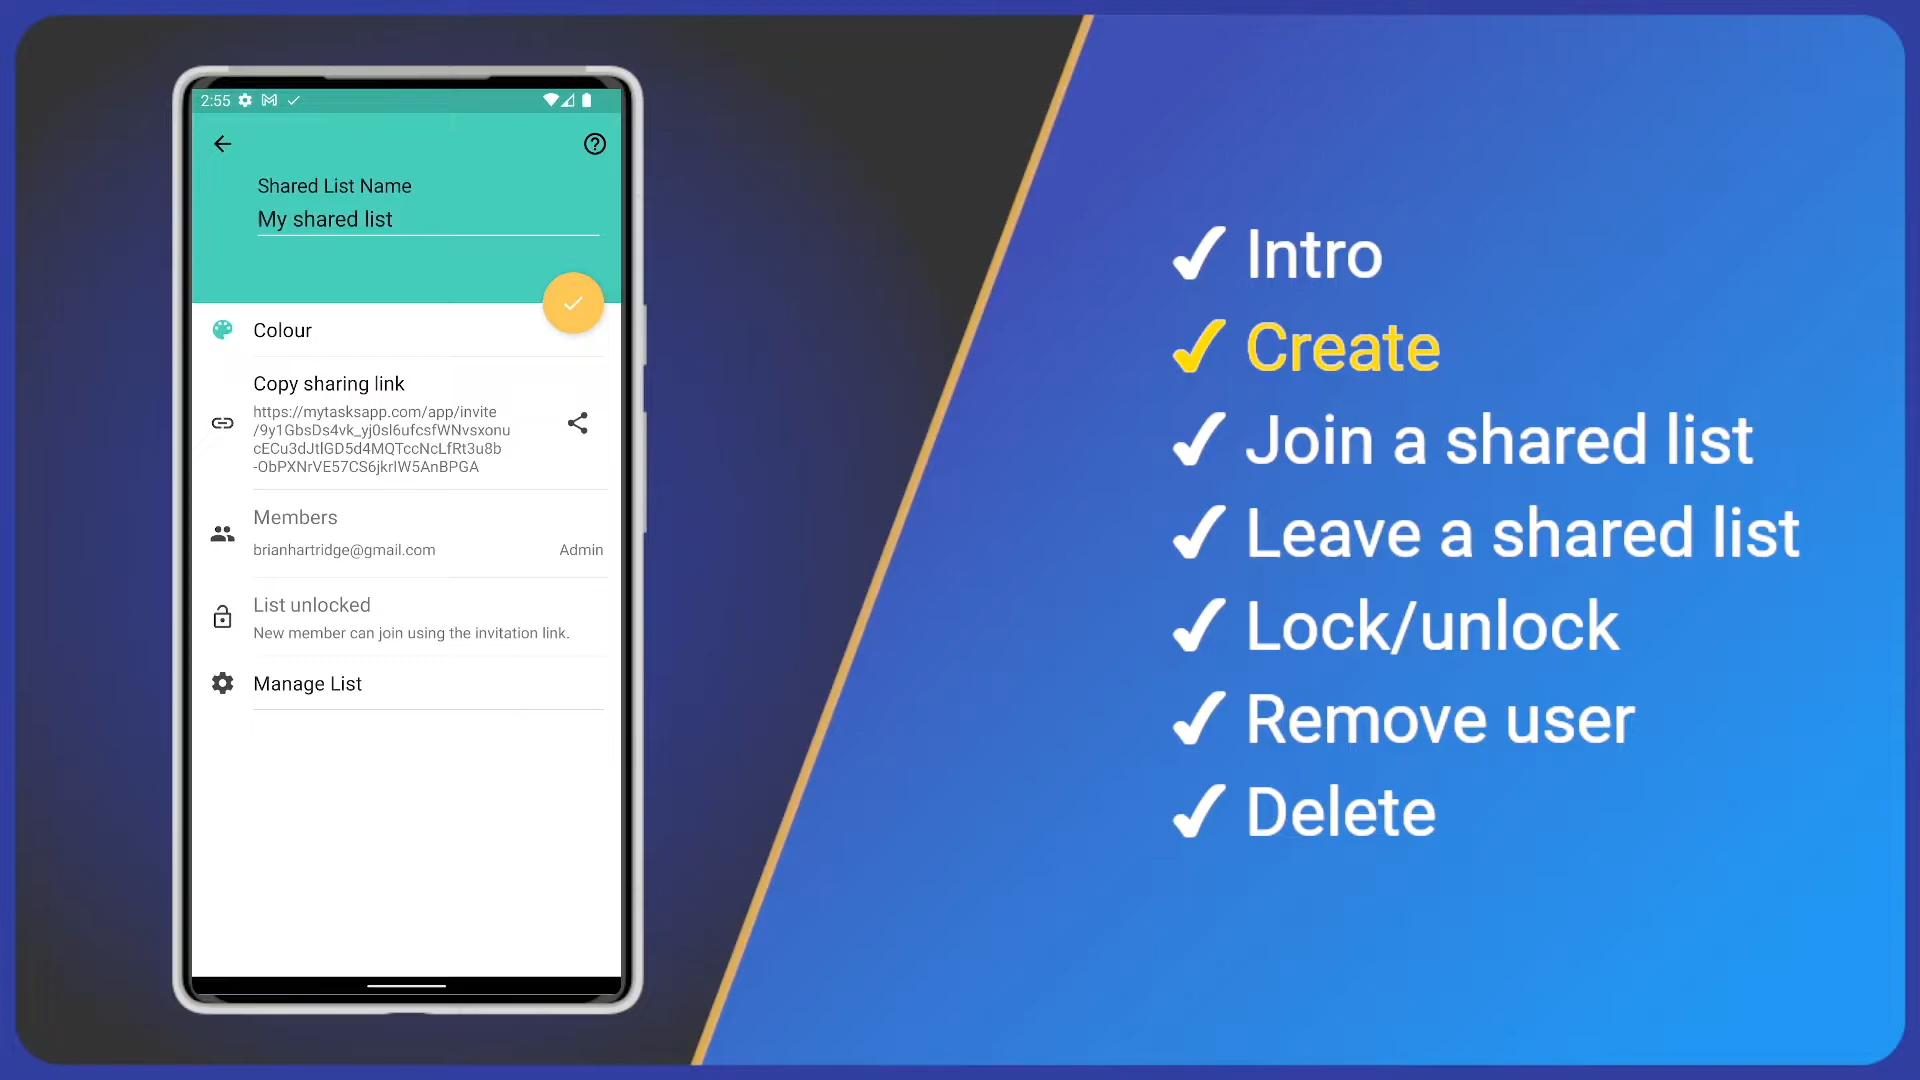 2:55
Shared List Name
My shared list
Colour
Copy sharing link
https://mytasksapp.com/app/invite
/9y1GbsDs4vk_yj0sl6ufcsfWNvsxonu
cECu3dJtlGD5d4MQTccNcLfRt3u8b
-ObPXNrVE57CS6jkrlW5AnBPGA
Members
brianhartridge@gmail.com Admin
List unlocked
New member can join using the invitation link.
Manage List
Intro
Create
Join a shared list
Leave a shared list
Lock/unlock
Remove user
Delete